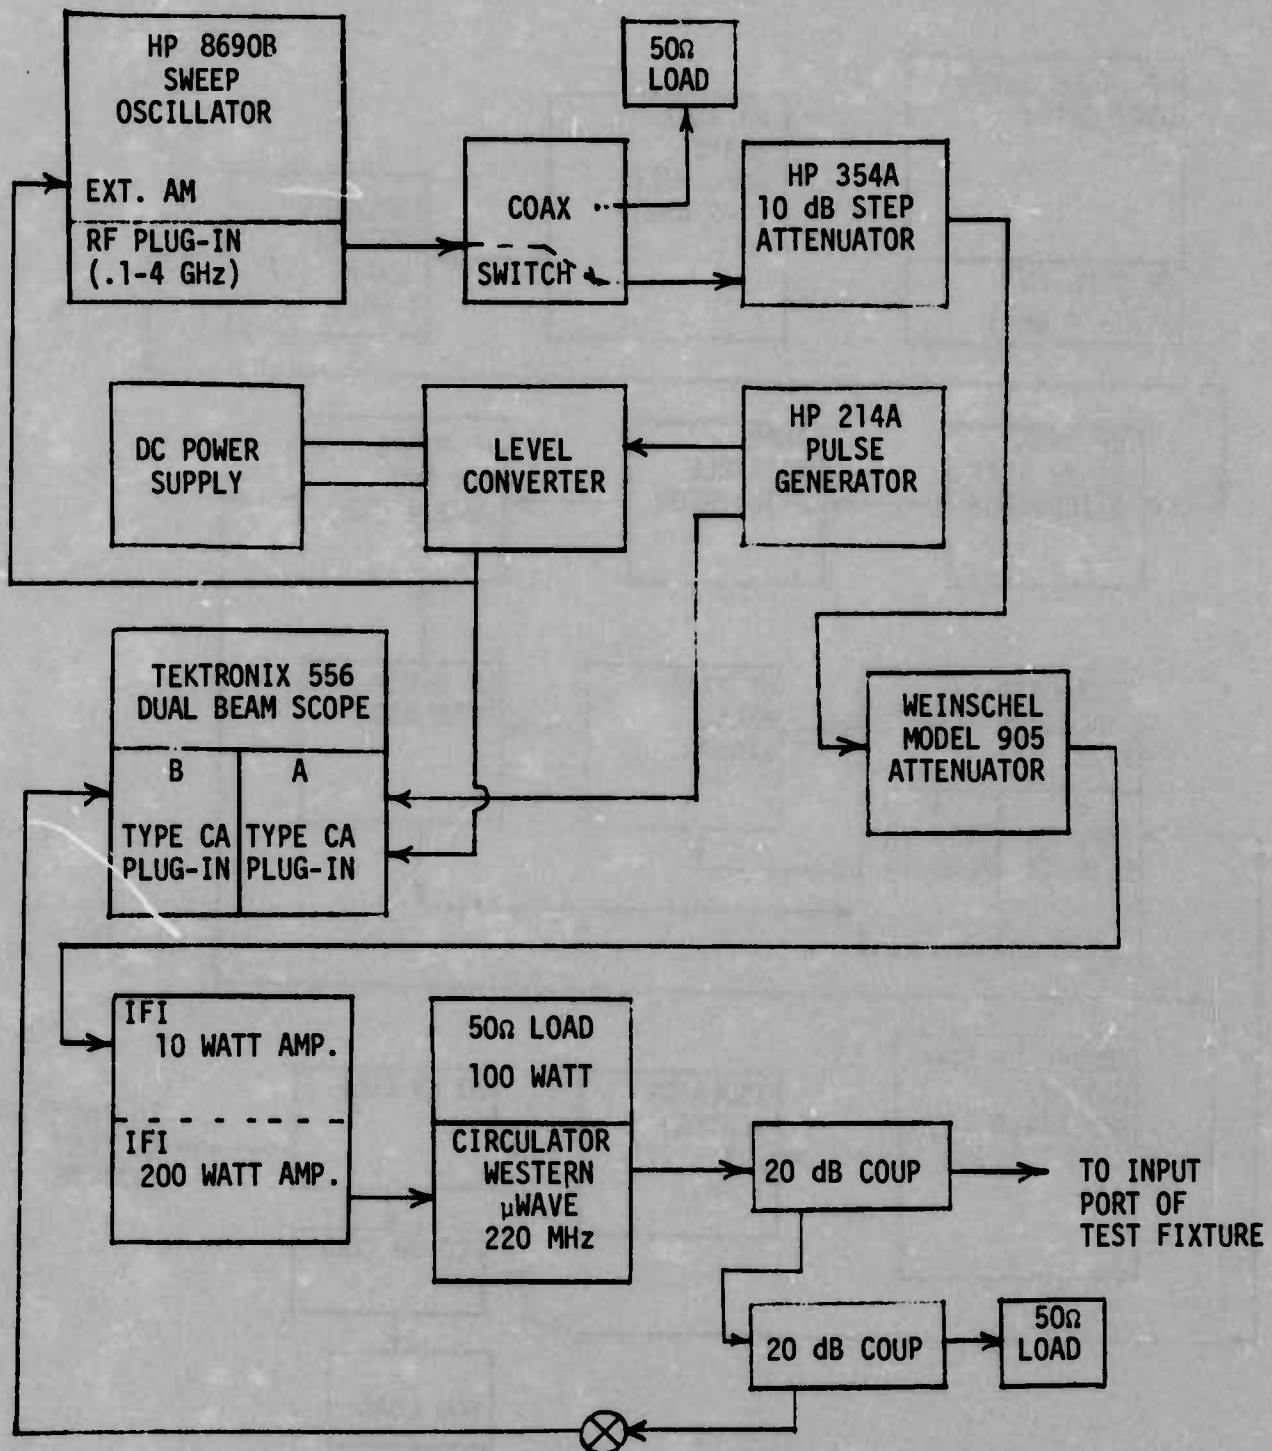 HP 8690B
SWEEP
OSCILLATOR
EXT. AM
RF PLUG-IN
(.1-4 GHz)
50Ω
LOAD
COAX
SWITCH
HP 354A
10 dB STEP
ATTENUATOR
DC POWER
SUPPLY
LEVEL
CONVERTER
HP 214A
PULSE
GENERATOR
TEKTRONIX 556
DUAL BEAM SCOPE
B
A
TYPE CA
PLUG-IN
TYPE CA
PLUG-IN
WEINSCHEL
MODEL 905
ATTENUATOR
IFI
10 WATT AMP.
IFI
200 WATT AMP.
50Ω LOAD
100 WATT
CIRCULATOR
WESTERN
μWAVE
220 MHz
20 dB COUP
TO INPUT
PORT OF
TEST FIXTURE
20 dB COUP
50Ω
LOAD